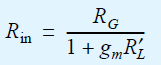 R_in = R_G / (1 + g_m R′_L)